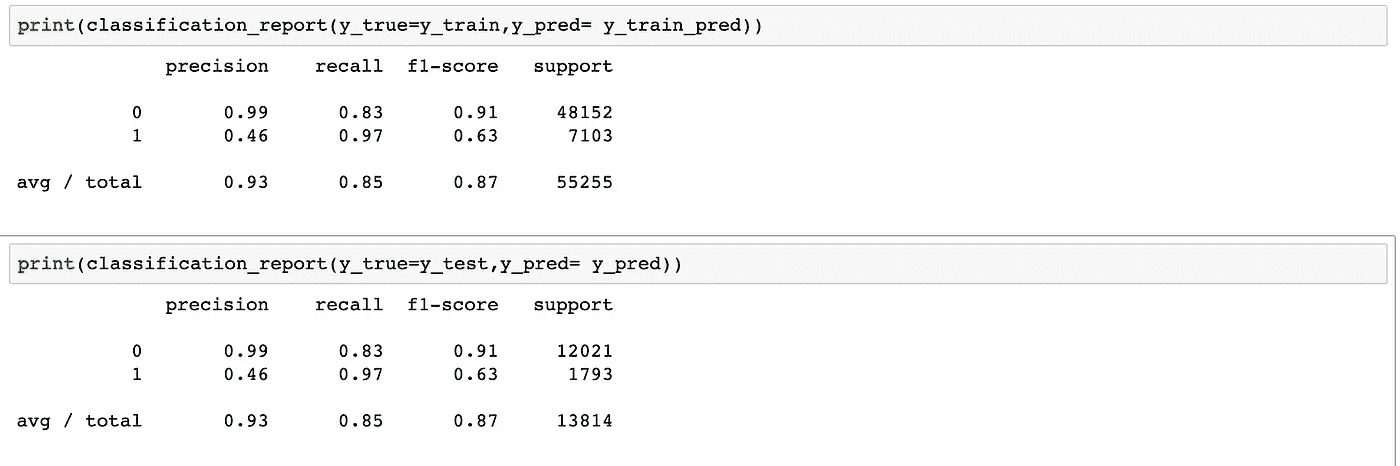 print(classification_report(y_true=y_train,y_pred= y_train_pred))
precision recall f1-score support
0 0.99 0.83 0.91 48152
1 0.46 0.97 0.63 7103
avg / total 0.93 0.85 0.87 55255
print(classification_report(y_true=y_test,y_pred= y_pred))
precision recall f1-score support
0 0.99 0.83 0.91 12021
1 0.46 0.97 0.63 1793
avg / total 0.93 0.85 0.87 13814